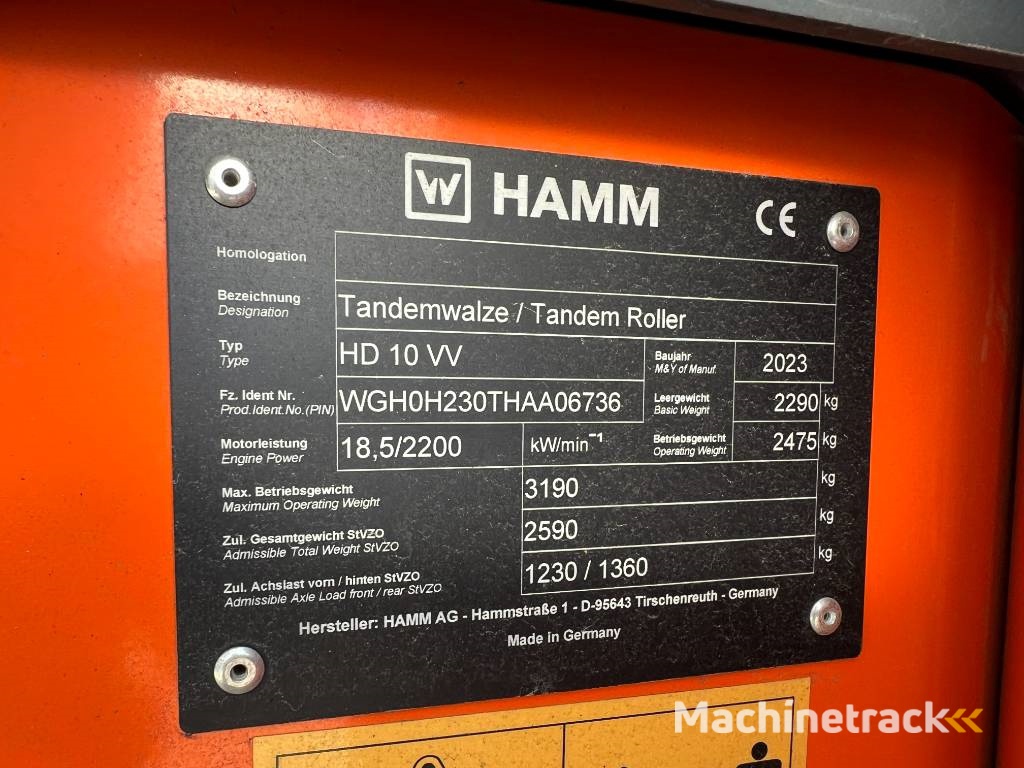 W HAMM CE
Homologation
Bezeichnung
Designation
Tandemwalze / Tandem Roller
Typ
Type
HD 10 VV
Baujahr
M&Y of Manuf.
2023
Fz. Ident Nr.
Prod.Ident.No.(PIN)
WGH0H230THAA06736
Leergewicht
Basic Weight
2290 kg
Motorleistung
Engine Power
18,5/2200 kW/min⁻¹
Betriebsgewicht
Operating Weight
2475 kg
Max. Betriebsgewicht
Maximum Operating Weight
3190 kg
Zul. Gesamtgewicht StVZO
Admissible Total Weight StVZO
2590 kg
Zul. Achslast vorn / hinten StVZO
Admissible Axle Load front / rear StVZO
1230 / 1360 kg
Hersteller: HAMM AG - Hammstraße 1 - D-95643 Tirschenreuth - Germany
Made in Germany
Machinetrack